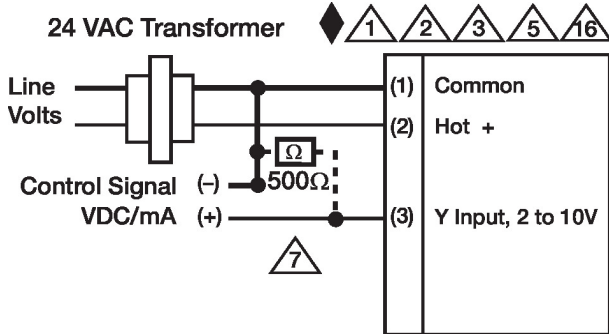 24 VAC Transformer
1 2 3 5 16
Line
Volts
(1) Common
(2) Hot +
Ω
500Ω
Control Signal (–)
VDC/mA (+)
(3) Y Input, 2 to 10V
7